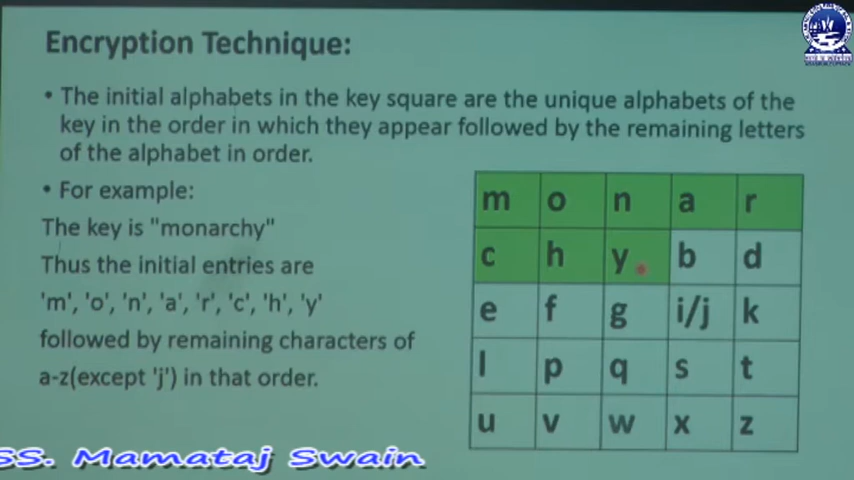 Encryption Technique:
• The initial alphabets in the key square are the unique alphabets of the
key in the order in which they appear followed by the remaining letters
of the alphabet in order.
• For example:
The key is "monarchy"
Thus the initial entries are
'm', 'o', 'n', 'a', 'r', 'c', 'h', 'y'
followed by remaining characters of
a-z(except 'j') in that order.
m o n a r
c h y b d
e f g i/j k
l p q s t
u v w x z
SS. Mamataj Swain